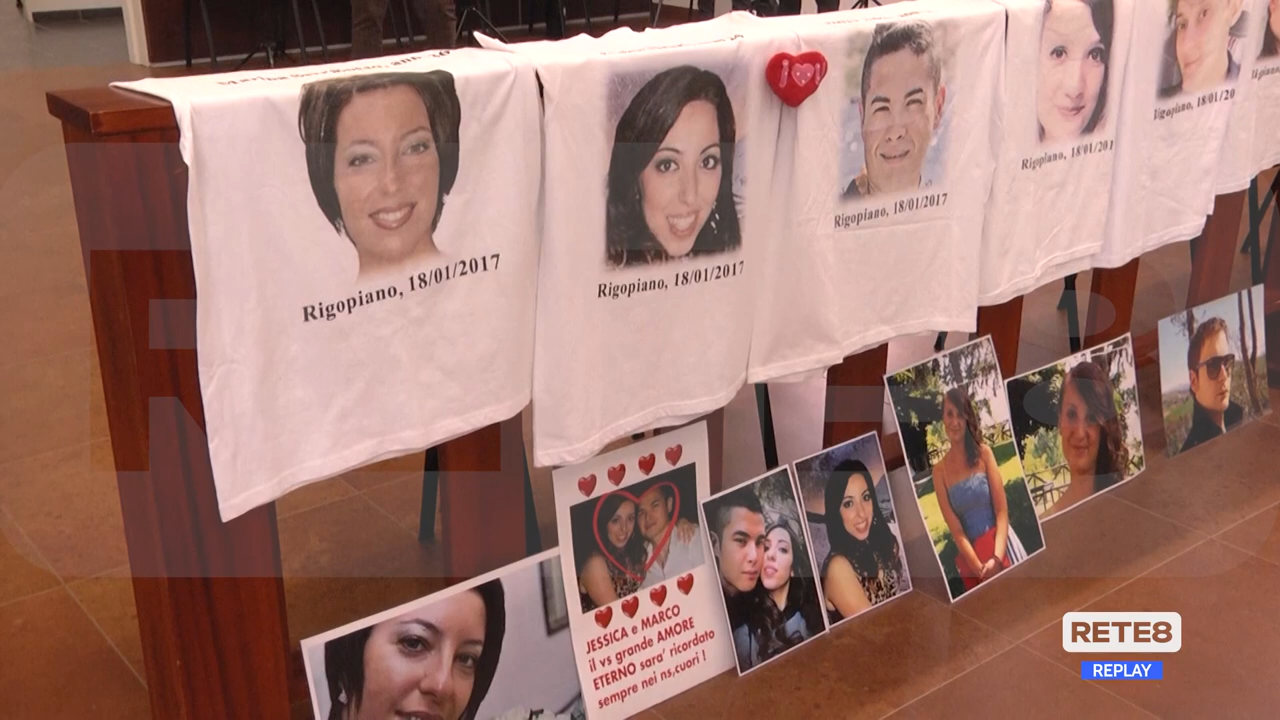 Rigopiano, 18/01/2017
Rigopiano, 18/01/2017
Rigopiano, 18/01/2017
Rigopiano, 18/01/201
Rigopiano, 18/01/20
JESSICA e MARCO
il vs grande AMORE
ETERNO sara' ricordato
sempre nei ns,cuori !
RETE8
REPLAY